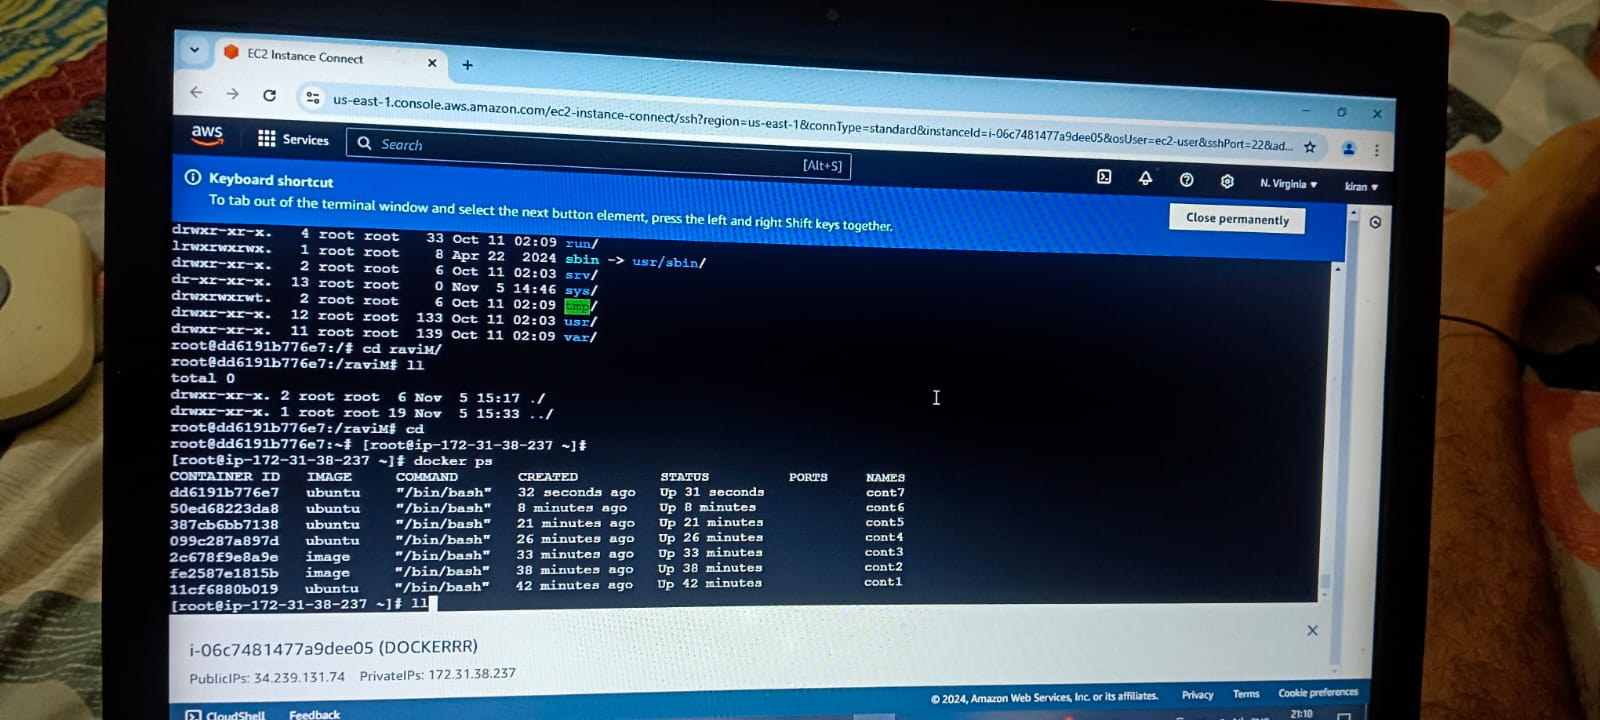 EC2 Instance Connect
us-east-1.console.aws.amazon.com/ec2-instance-connect/ssh?region=us-east-1&connType=standard&instanceId=i-06c7481477a9dee05&osUser=ec2-user&sshPort=22&ad...
aws Services Search [Alt+S] N. Virginia ▼ kiran ▼
Keyboard shortcut
To tab out of the terminal window and select the next button element, press the left and right Shift keys together.
Close permanently
drwxr-xr-x. 4 root root 33 Oct 11 02:09 run/
lrwxrwxrwx. 1 root root 8 Apr 22 2024 sbin -> usr/sbin/
drwxr-xr-x. 2 root root 6 Oct 11 02:03 srv/
dr-xr-xr-x. 13 root root 0 Nov 5 14:46 sys/
drwxrwxrwt. 2 root root 6 Oct 11 02:09 tmp/
drwxr-xr-x. 12 root root 133 Oct 11 02:03 usr/
drwxr-xr-x. 11 root root 139 Oct 11 02:09 var/
root@dd6191b776e7:/# cd raviM/
root@dd6191b776e7:/raviM# ll
total 0
drwxr-xr-x. 2 root root 6 Nov 5 15:17 ./
drwxr-xr-x. 1 root root 19 Nov 5 15:33 ../
root@dd6191b776e7:/raviM# cd
root@dd6191b776e7:~# [root@ip-172-31-38-237 ~]#
[root@ip-172-31-38-237 ~]# docker ps
CONTAINER ID IMAGE COMMAND CREATED STATUS PORTS NAMES
dd6191b776e7 ubuntu "/bin/bash" 32 seconds ago Up 31 seconds cont7
50ed68223da8 ubuntu "/bin/bash" 8 minutes ago Up 8 minutes cont6
387cb6bb7138 ubuntu "/bin/bash" 21 minutes ago Up 21 minutes cont5
099c287a897d ubuntu "/bin/bash" 26 minutes ago Up 26 minutes cont4
2c678f9e8a9e image "/bin/bash" 33 minutes ago Up 33 minutes cont3
fe2587e1815b image "/bin/bash" 38 minutes ago Up 38 minutes cont2
11cf6880b019 ubuntu "/bin/bash" 42 minutes ago Up 42 minutes cont1
[root@ip-172-31-38-237 ~]# ll
i-06c7481477a9dee05 (DOCKERRR)
PublicIPs: 34.239.131.74 PrivateIPs: 172.31.38.237
© 2024, Amazon Web Services, Inc. or its affiliates. Privacy Terms Cookie preferences
CloudShell Feedback
21:10